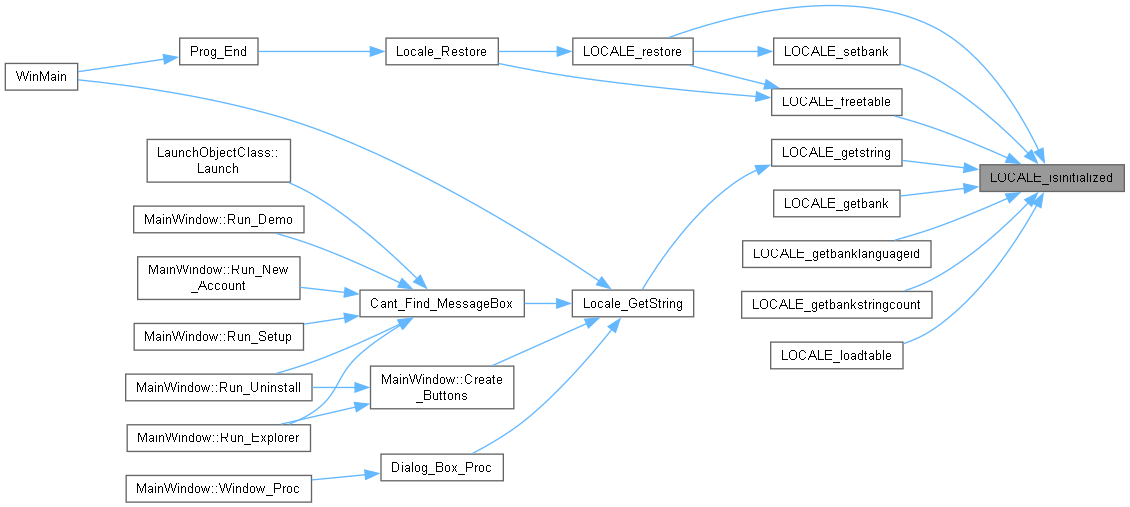 WinMain
Prog_End
Locale_Restore
LOCALE_restore
LOCALE_setbank
LOCALE_freetable
LaunchObjectClass::
Launch
LOCALE_getstring
LOCALE_isinitialized
MainWindow::Run_Demo
LOCALE_getbank
MainWindow::Run_New
_Account
LOCALE_getbanklanguageid
Cant_Find_MessageBox
Locale_GetString
LOCALE_getbankstringcount
MainWindow::Run_Setup
LOCALE_loadtable
MainWindow::Run_Uninstall
MainWindow::Create
_Buttons
MainWindow::Run_Explorer
Dialog_Box_Proc
MainWindow::Window_Proc